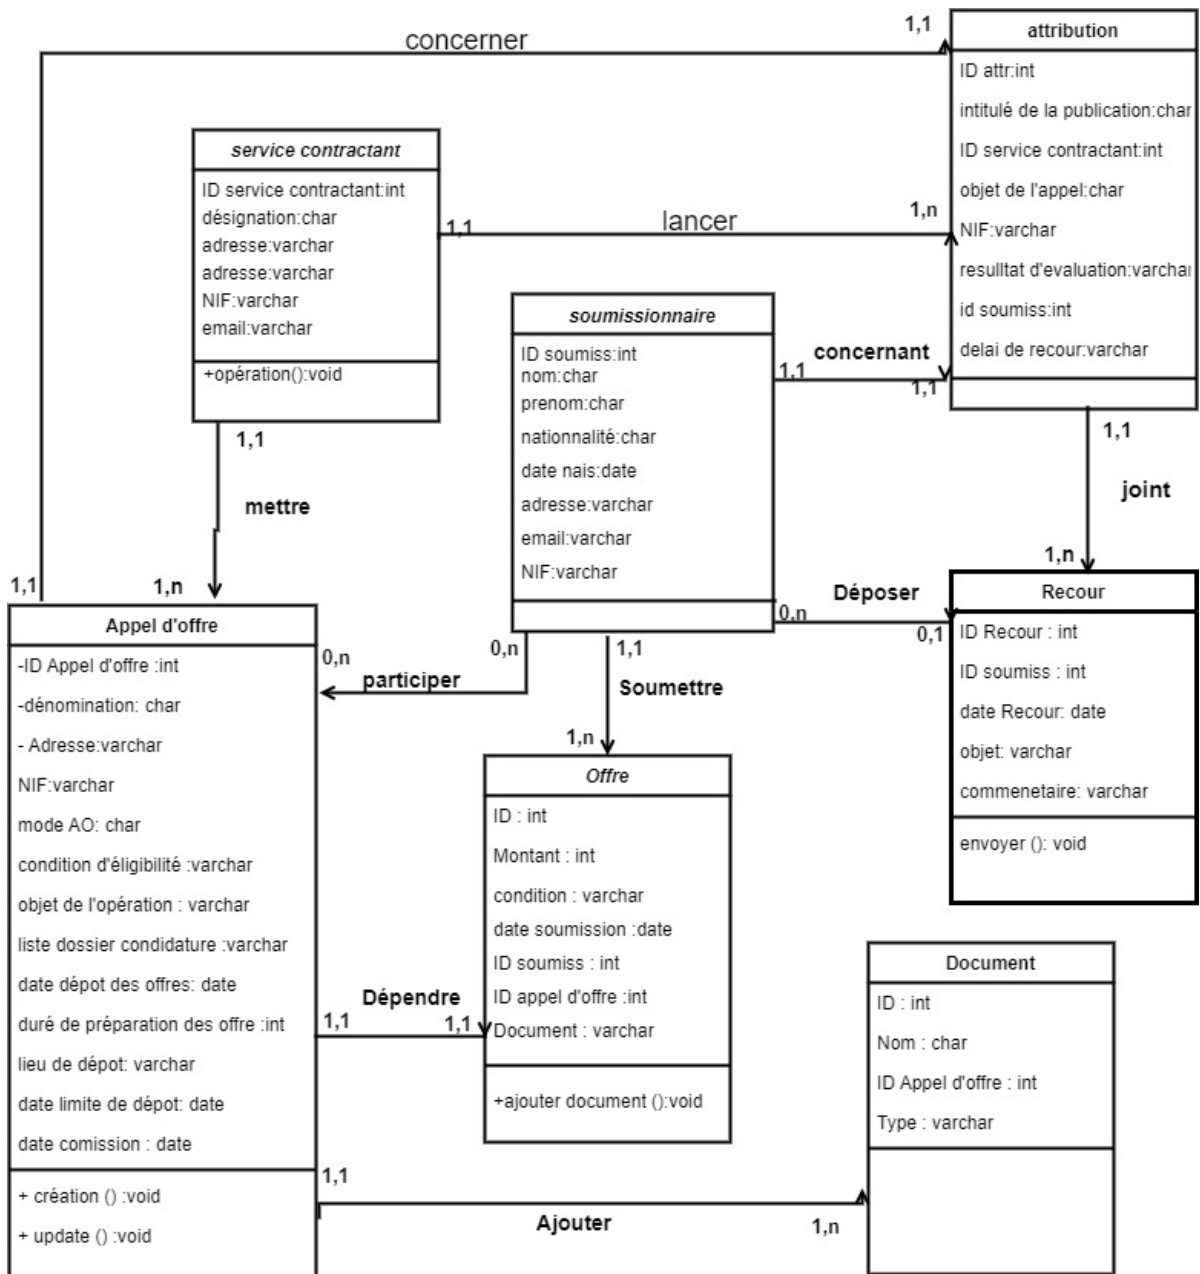 concerner
1,1
attribution
ID attr:int
intitulé de la publication:char
ID service contractant:int
objet de l'appel:char
NIF:varchar
resulltat d'evaluation:varchar
id soumiss:int
delai de recour:varchar
service contractant
ID service contractant:int
désignation:char
adresse:varchar
adresse:varchar
NIF:varchar
email:varchar
+opération():void
1,1
lancer
1,n
soumissionnaire
ID soumiss:int
nom:char
prenom:char
nationnalité:char
date nais:date
adresse:varchar
email:varchar
NIF:varchar
concernant
1,1
1,1
1,1
mettre
1,n
1,1
1,1
joint
1,n
Déposer
0,n
0,1
Recour
ID Recour : int
ID soumiss : int
date Recour: date
objet: varchar
commenetaire: varchar
envoyer (): void
0,n
participer
0,n
1,1
Soumettre
1,n
Appel d'offre
-ID Appel d'offre :int
-dénomination: char
- Adresse:varchar
NIF:varchar
mode AO: char
condition d'éligibilité :varchar
objet de l'opération : varchar
liste dossier condidature :varchar
date dépot des offres: date
duré de préparation des offre :int
lieu de dépot: varchar
date limite de dépot: date
date comission : date
+ création () :void
+ update () :void
Offre
ID : int
Montant : int
condition : varchar
date soumission :date
ID soumiss : int
ID appel d'offre :int
Document : varchar
+ajouter document ():void
Dépendre
1,1
1,1
Document
ID : int
Nom : char
ID Appel d'offre : int
Type : varchar
1,1
Ajouter
1,n